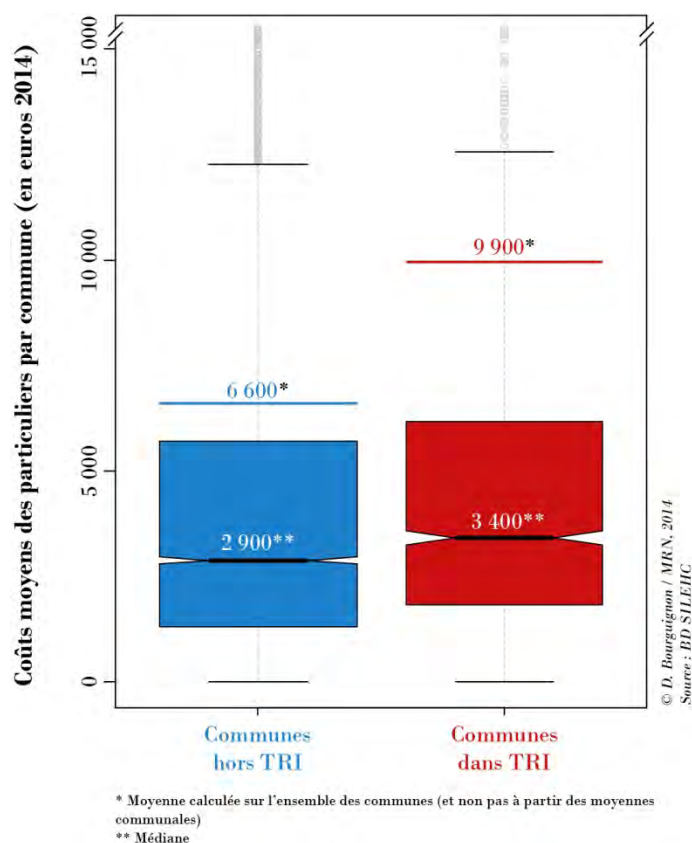 Coûts moyens des particuliers par commune (en euros 2014)
15 000
10 000
5 000
0
9 900*
6 600*
3 400**
2 900**
Communes
hors TRI
Communes
dans TRI
© D. Bourguignon / MRN, 2014
Source : BD SILEHC
* Moyenne calculée sur l'ensemble des communes (et non pas à partir des moyennes
communales)
** Médiane